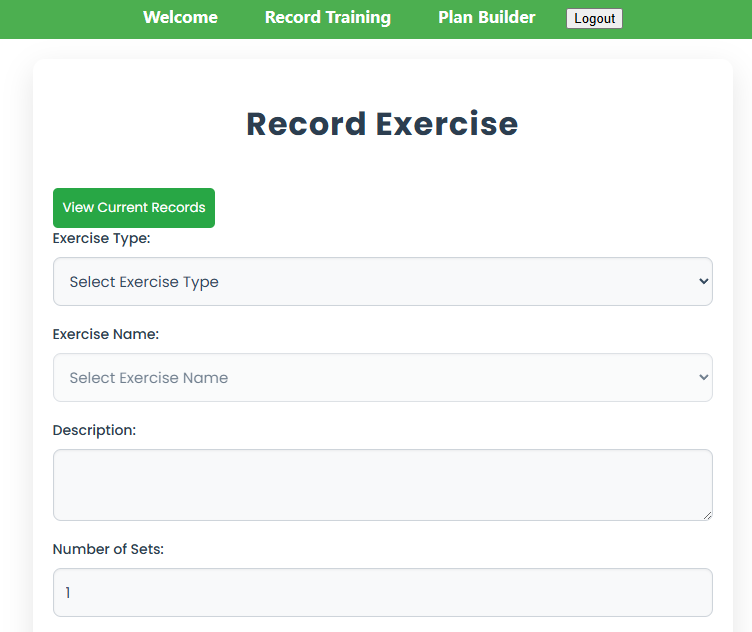 Welcome Record Training Plan Builder Logout
Record Exercise
View Current Records
Exercise Type:
Select Exercise Type
Exercise Name:
Select Exercise Name
Description:
Number of Sets:
1